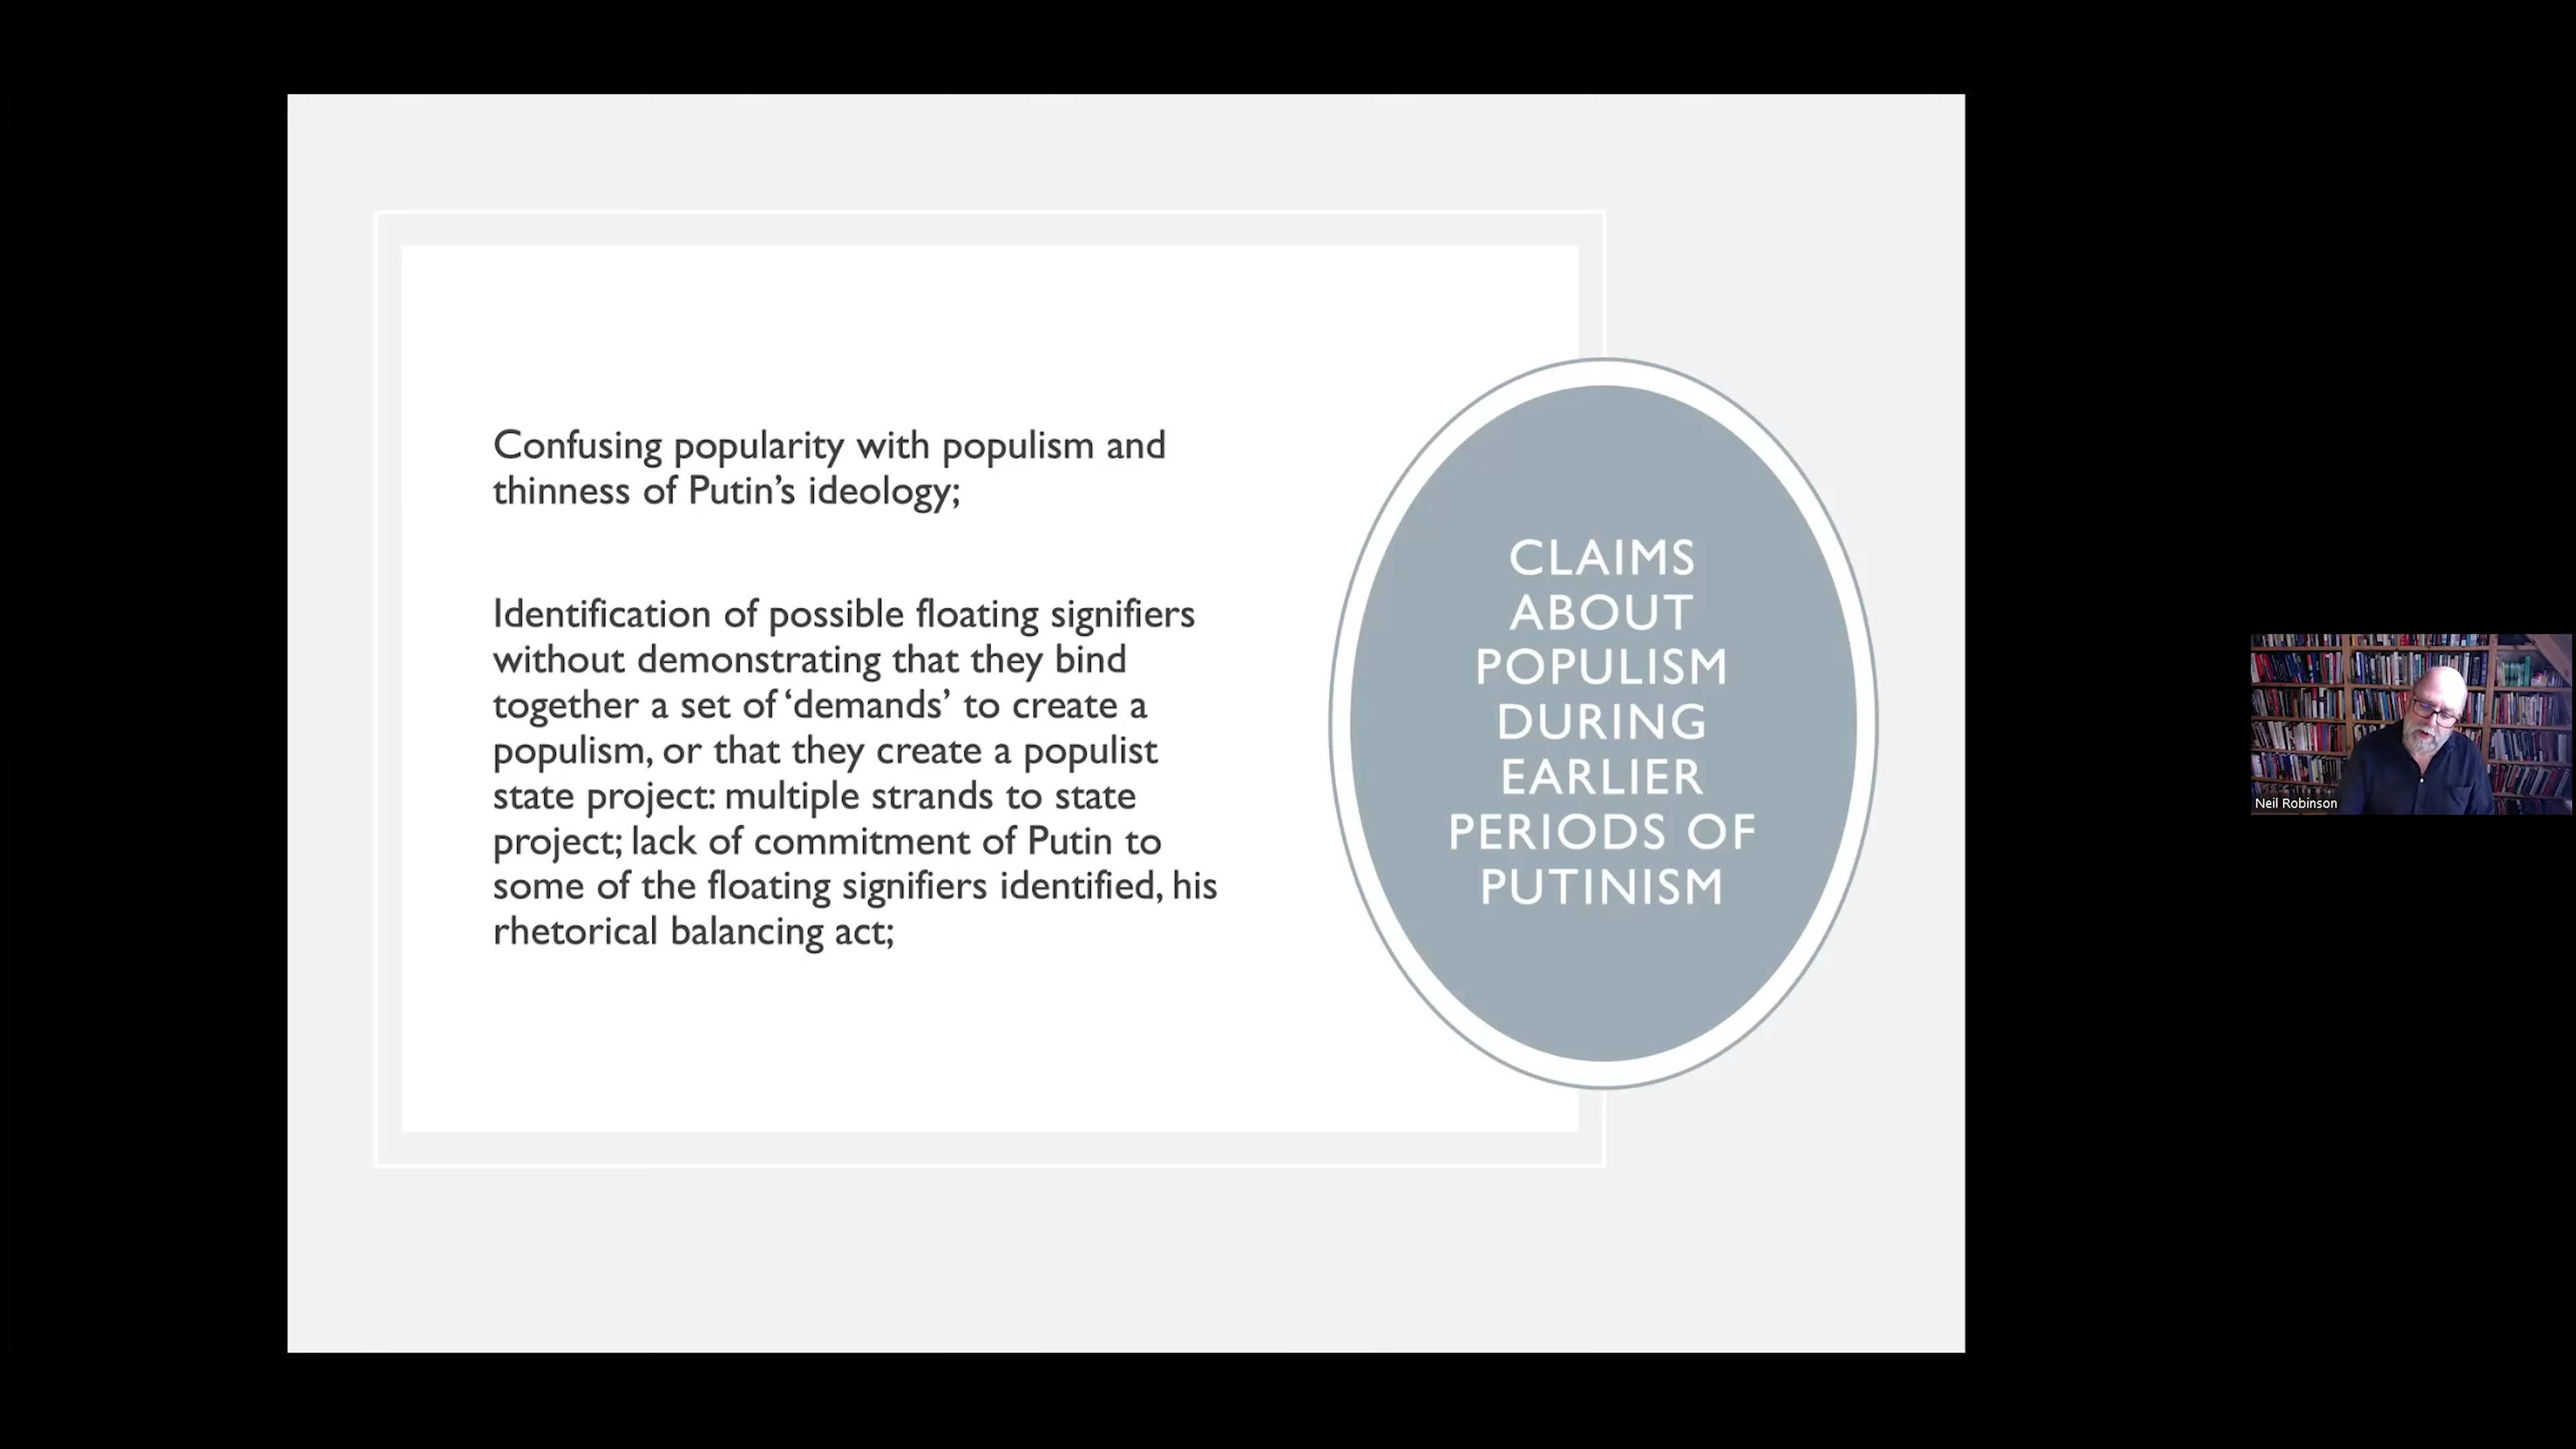 Confusing popularity with populism and
thinness of Putin’s ideology;
Identification of possible floating signifiers
without demonstrating that they bind
together a set of ‘demands’ to create a
populism, or that they create a populist
state project: multiple strands to state
project; lack of commitment of Putin to
some of the floating signifiers identified, his
rhetorical balancing act;
CLAIMS
ABOUT
POPULISM
DURING
EARLIER
PERIODS OF
PUTINISM
Neil Robinson